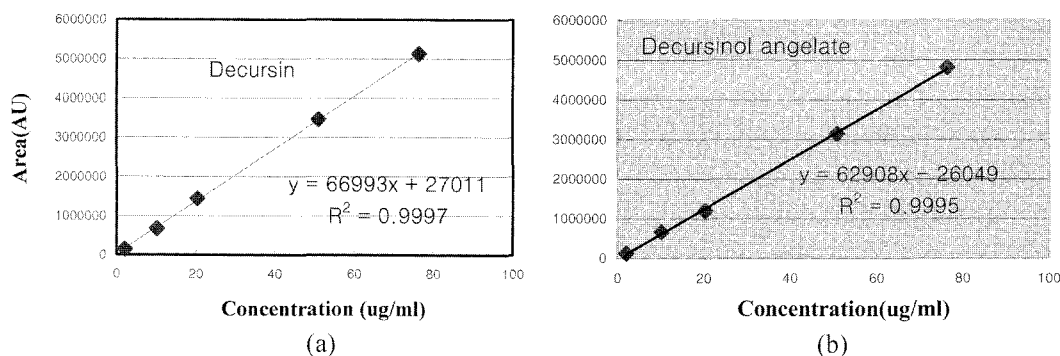 6000000
5000000
4000000
3000000
2000000
1000000
0
Area(AU)
Decursin
y = 66993x + 27011
R² = 0.9997
0 20 40 60 80 100
Concentration (ug/ml)
(a)
6000000
5000000
4000000
3000000
2000000
1000000
0
Decursinol angelate
y = 62908x - 26049
R² = 0.9995
0 20 40 60 80 100
Concentration(ug/ml)
(b)